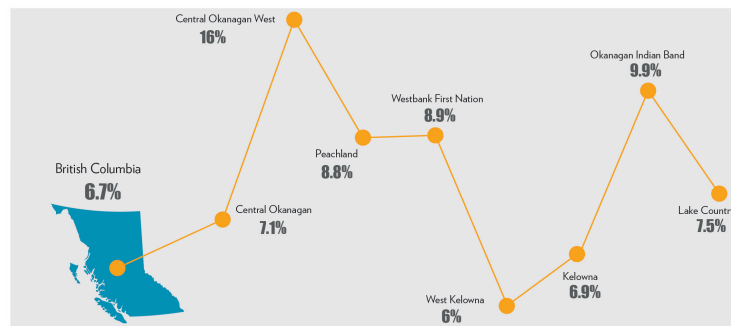 Central Okanagan West
16%
Okanagan Indian Band
9.9%
Westbank First Nation
8.9%
Peachland
8.8%
British Columbia
6.7%
Central Okanagan
7.1%
Lake Countr
7.5%
Kelowna
6.9%
West Kelowna
6%